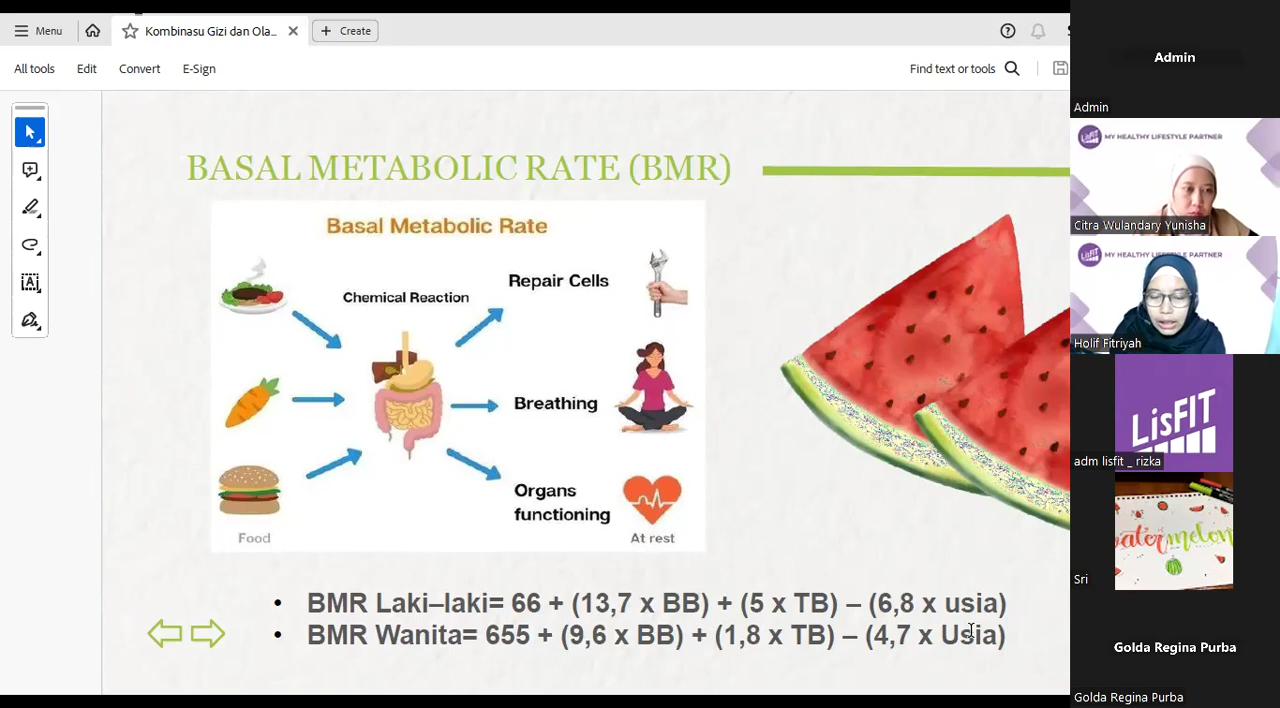 Menu
Kombinasu Gizi dan Ola...
Create
All tools
Edit
Convert
E-Sign
Find text or tools
BASAL METABOLIC RATE (BMR)
Basal Metabolic Rate
Chemical Reaction
Repair Cells
Breathing
Organs
functioning
Food
At rest
• BMR Laki–laki= 66 + (13,7 x BB) + (5 x TB) – (6,8 x usia)
• BMR Wanita= 655 + (9,6 x BB) + (1,8 x TB) – (4,7 x Usia)
Admin
Admin
LisFIT
MY HEALTHY LIFESTYLE PARTNER
Citra Wulandary Yunisha
LisFIT
MY HEALTHY LIFESTYLE PARTNER
Holif Fitriyah
LisFIT
adm lisfit _ rizka
watermelon
Sri
Golda Regina Purba
Golda Regina Purba